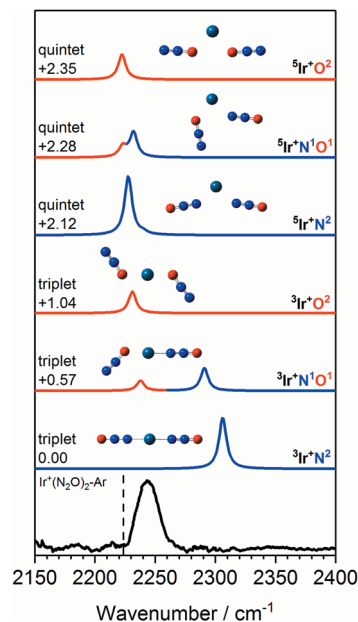 quintet
+2.35
⁵Ir⁺O²
quintet
+2.28
⁵Ir⁺N¹O¹
quintet
+2.12
⁵Ir⁺N²
triplet
+1.04
³Ir⁺O²
triplet
+0.57
³Ir⁺N¹O¹
triplet
0.00
³Ir⁺N²
Ir⁺(N₂O)₂-Ar
2150 2200 2250 2300 2350 2400
Wavenumber / cm⁻¹